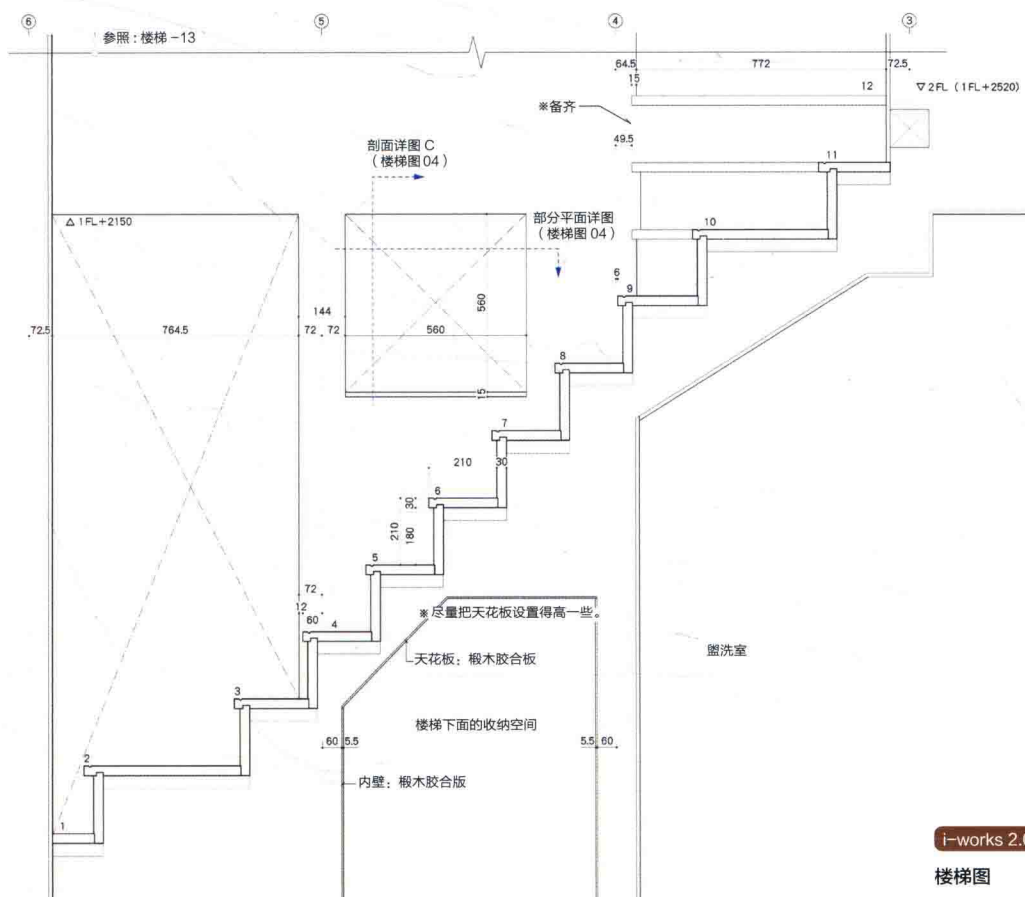 6
5
4
3
参照：楼梯-13
64.5
772
72.5
15
12
▽2FL（1FL+2520）
※备齐
49.5
剖面详图 C
（楼梯图 04）
11
部分平面详图
（楼梯图 04）
△1FL+2150
10
6
9
144
560
72.5
764.5
72
72
560
8
15
7
210
30
6
30
210
180
5
72
12
60
4
※尽量把天花板设置得高一些。
天花板：椴木胶合板
盥洗室
3
楼梯下面的收纳空间
60
5.5
5.5
60
2
内壁：椴木胶合版
1
i-works 2.0
楼梯图